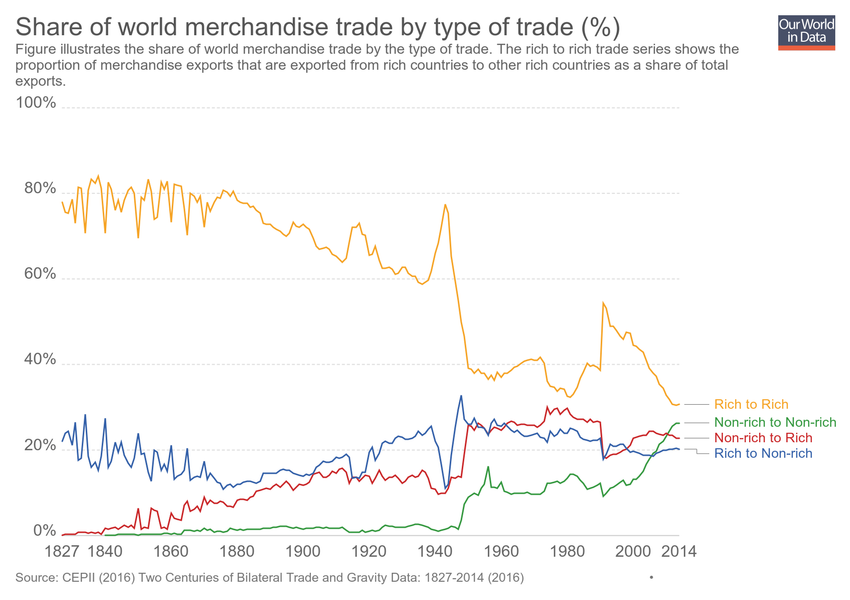 Share of world merchandise trade by type of trade (%)
Our World
in Data
Figure illustrates the share of world merchandise trade by the type of trade. The rich to rich trade series shows the
proportion of merchandise exports that are exported from rich countries to other rich countries as a share of total
exports.
100%
80%
60%
40%
20%
0%
Rich to Rich
Non-rich to Non-rich
Non-rich to Rich
Rich to Non-rich
1827 1840 1860 1880 1900 1920 1940 1960 1980 2000 2014
Source: CEPII (2016) Two Centuries of Bilateral Trade and Gravity Data: 1827-2014 (2016) •